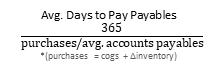 Avg. Days to Pay Payables
365
purchases/avg. accounts payables
*(purchases = cogs + Δinventory)